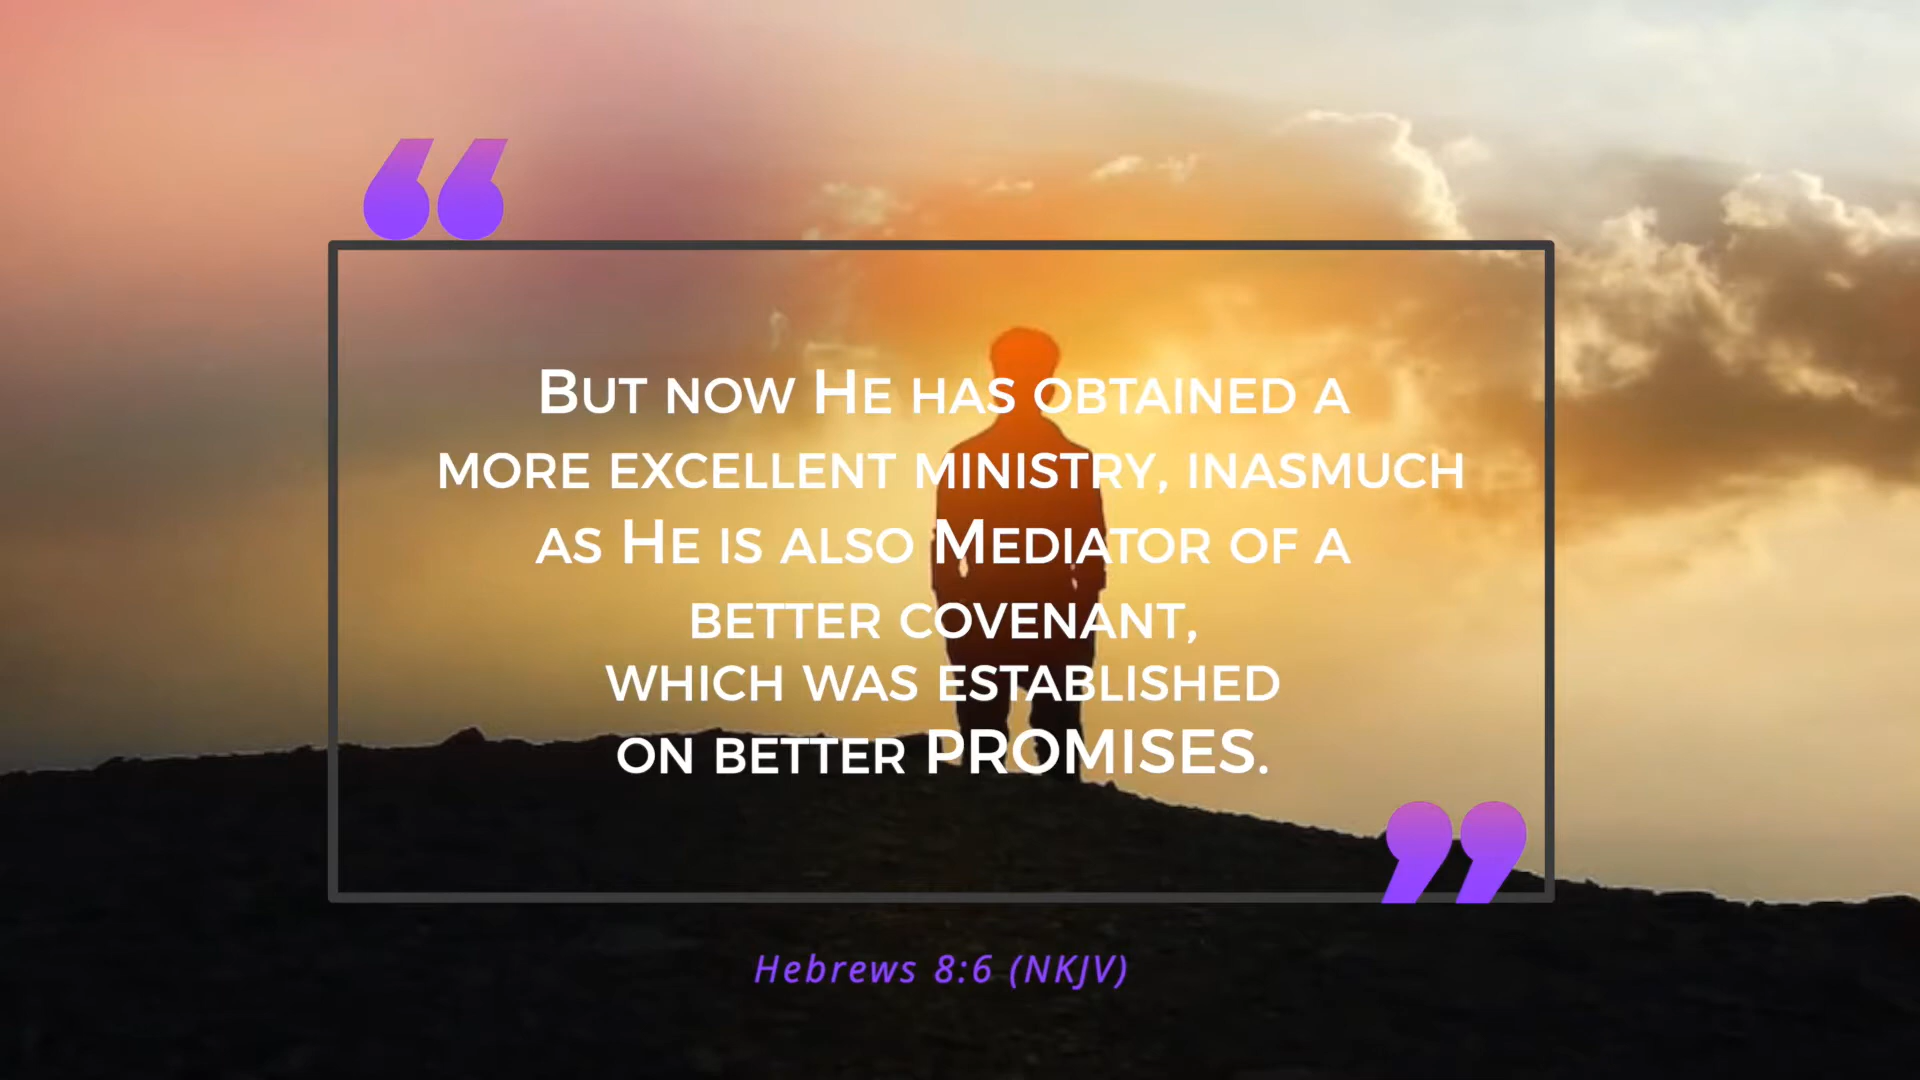 “
But now He has obtained a
more excellent ministry, inasmuch
as He is also Mediator of a
better covenant,
which was established
on better PROMISES.
”
Hebrews 8:6 (NKJV)